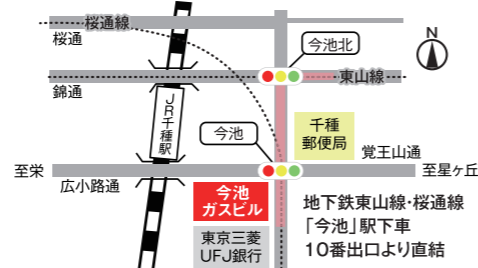 桜通線
桜通
N
今池北
東山線
錦通
JR千種駅
今池
千種
郵便局
覚王山通
至栄
至星ヶ丘
広小路通
今池
ガスビル
東京三菱
UFJ銀行
地下鉄東山線・桜通線
「今池」駅下車
10番出口より直結